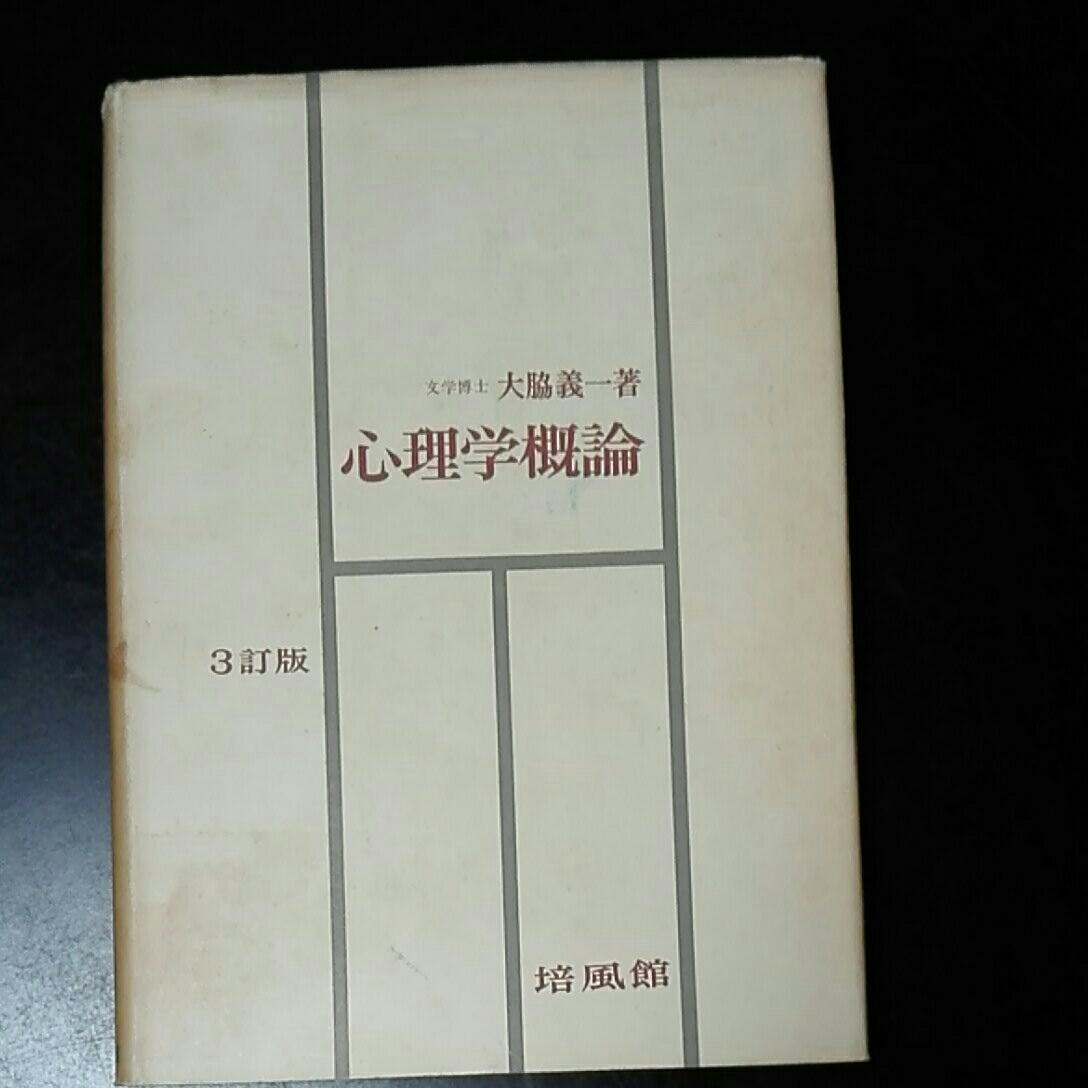 文学博士 大脇義一著
心理学概論
3訂版
培風館